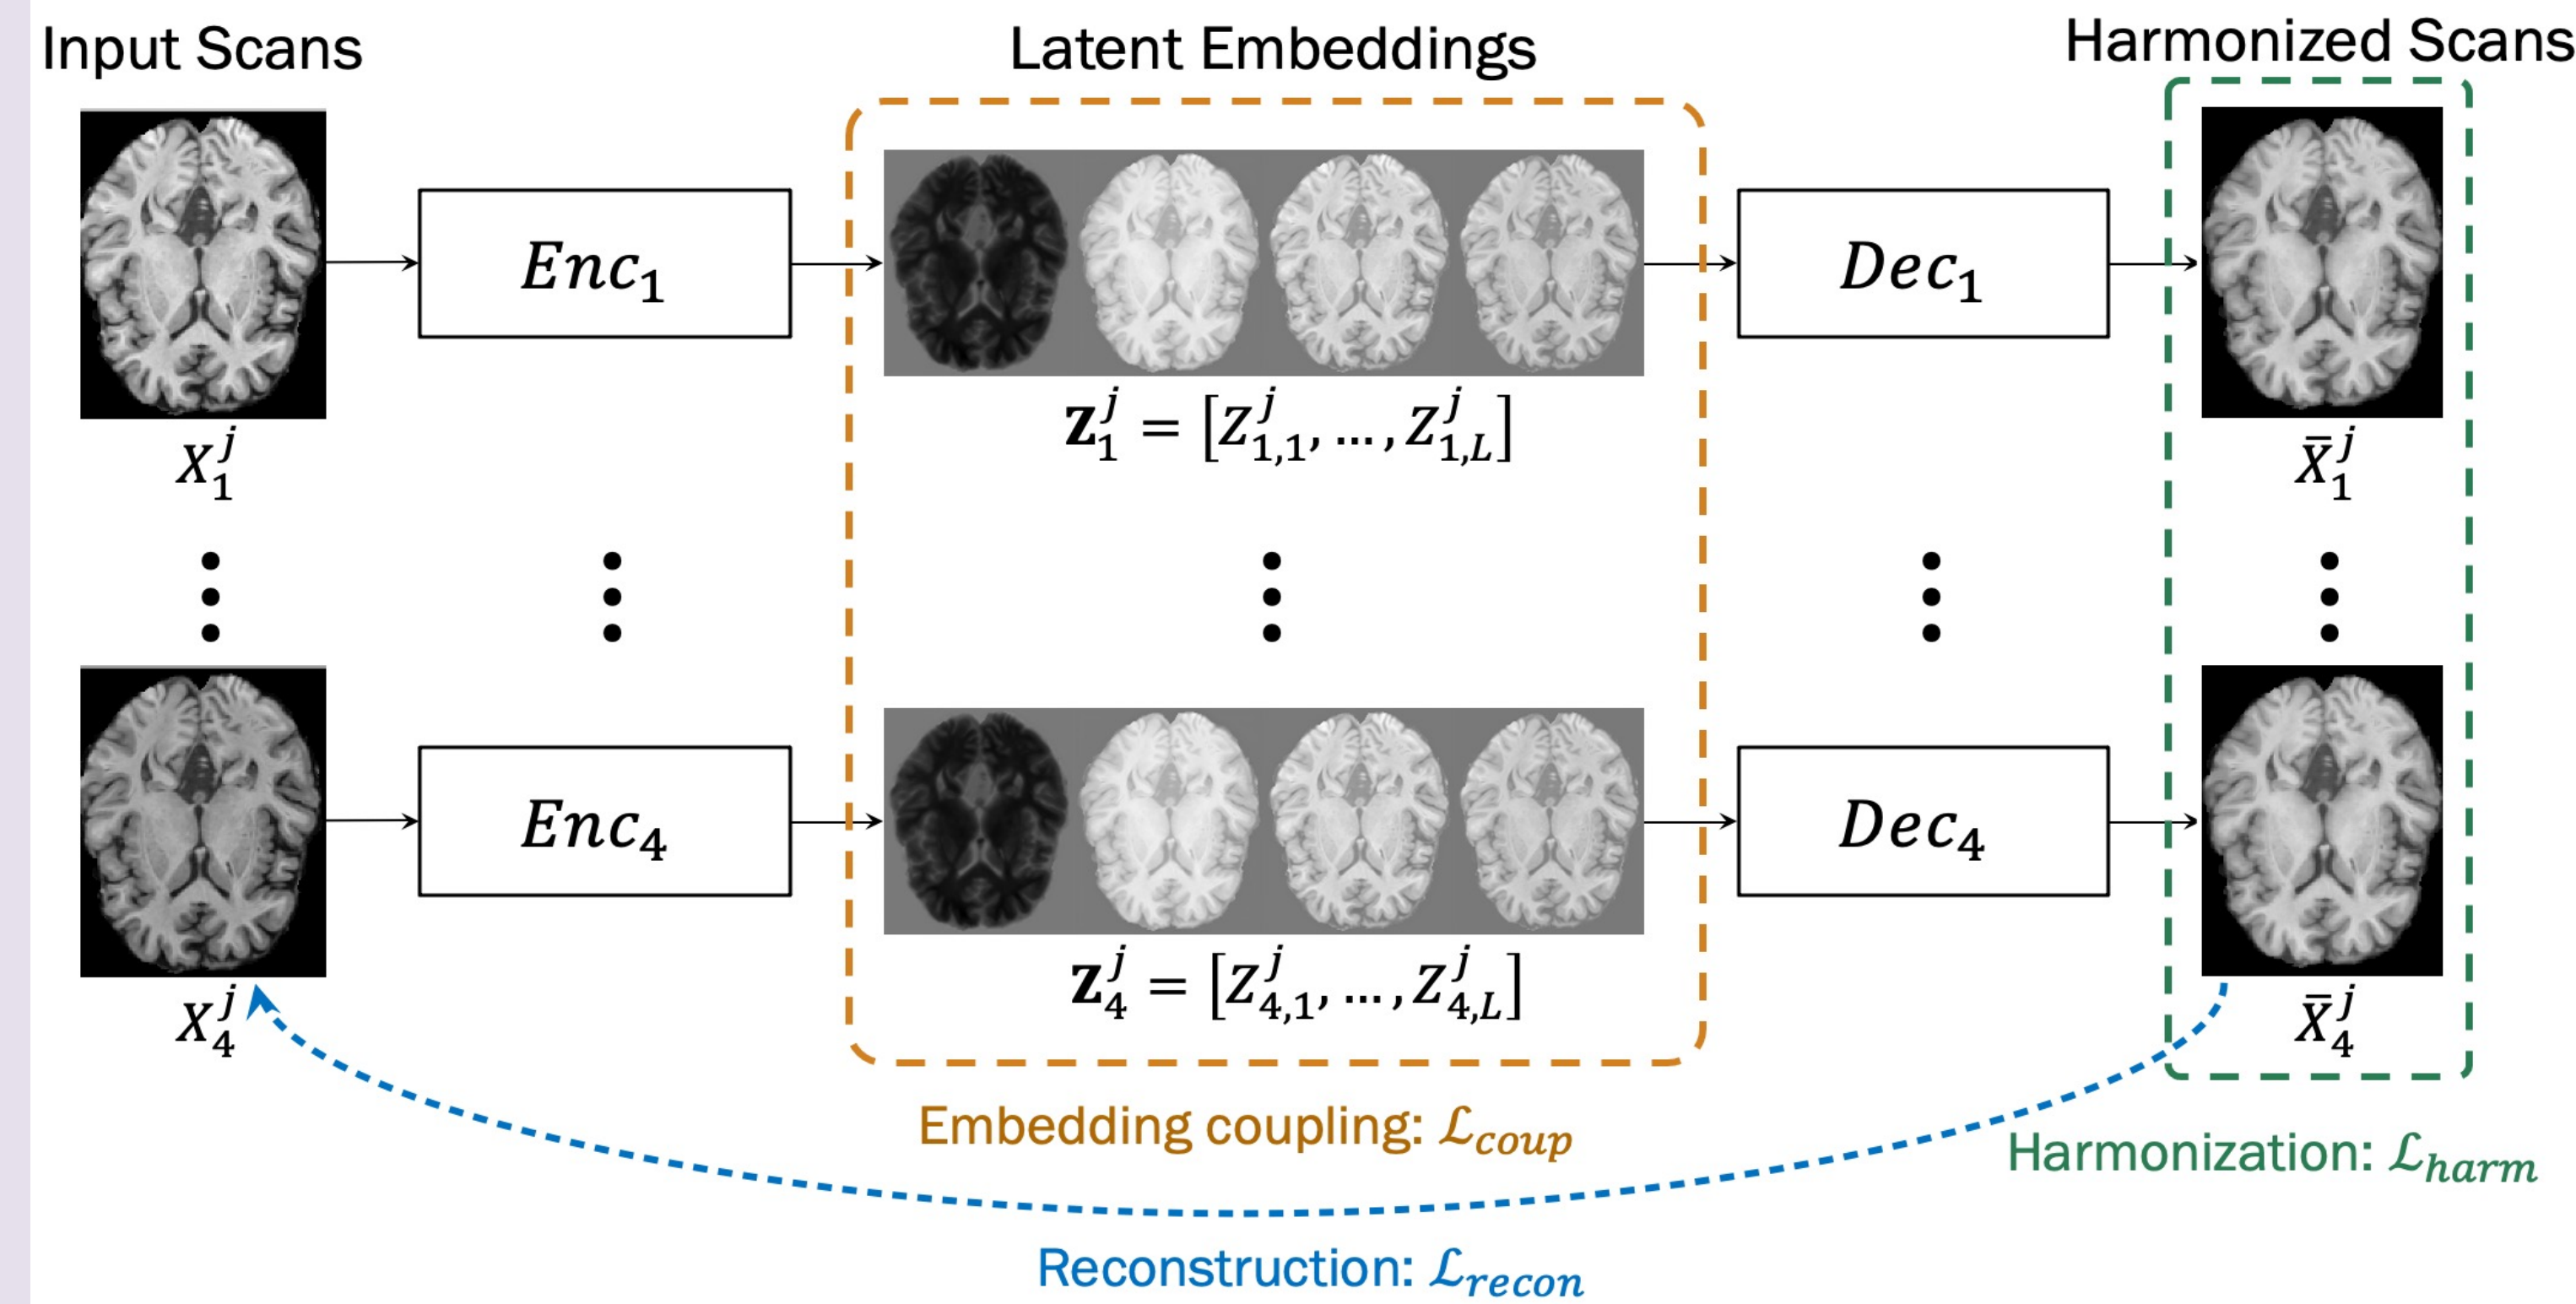 Input Scans
Latent Embeddings
Harmonized Scans
Enc₁
Dec₁
X₁ʲ
𝐙₁ʲ = [Z₁,₁ʲ, …, Z₁,Lʲ]
X̄₁ʲ
Enc₄
Dec₄
X₄ʲ
𝐙₄ʲ = [Z₄,₁ʲ, …, Z₄,Lʲ]
X̄₄ʲ
Embedding coupling: ℒcoup
Harmonization: ℒharm
Reconstruction: ℒrecon